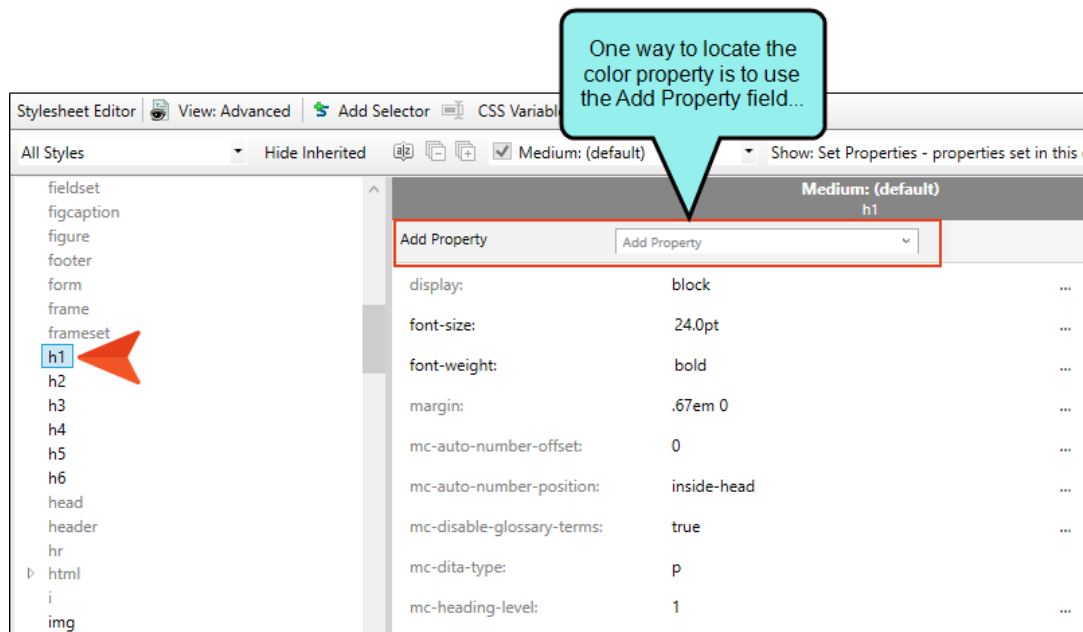 One way to locate the
color property is to use
the Add Property field...
Stylesheet Editor View: Advanced Add Selector CSS
All Styles Hide Inherited Medium: (default) Show: Set Properties - properties set in this
fieldset
figcaption
figure
footer
form
frame
frameset
h1
h2
h3
h4
h5
h6
head
header
hr
html
i
img
Medium: (default)
h1
Add Property Add Property
display: block ...
font-size: 24.0pt ...
font-weight: bold ...
margin: .67em 0 ...
mc-auto-number-offset: 0 ...
mc-auto-number-position: inside-head ...
mc-disable-glossary-terms: true ...
mc-dita-type: p
mc-heading-level: 1 ...